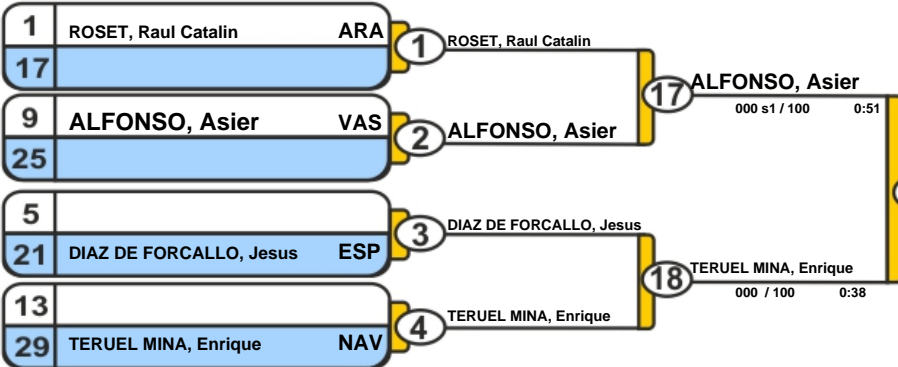 1 ROSET, Raul Catalin ARA
17
1 ROSET, Raul Catalin
9 ALFONSO, Asier VAS
25
2 ALFONSO, Asier
17 ALFONSO, Asier
000 s1 / 100 0:51
5
21 DIAZ DE FORCALLO, Jesus ESP
3 DIAZ DE FORCALLO, Jesus
13
29 TERUEL MINA, Enrique NAV
4 TERUEL MINA, Enrique
18 TERUEL MINA, Enrique
000 / 100 0:38